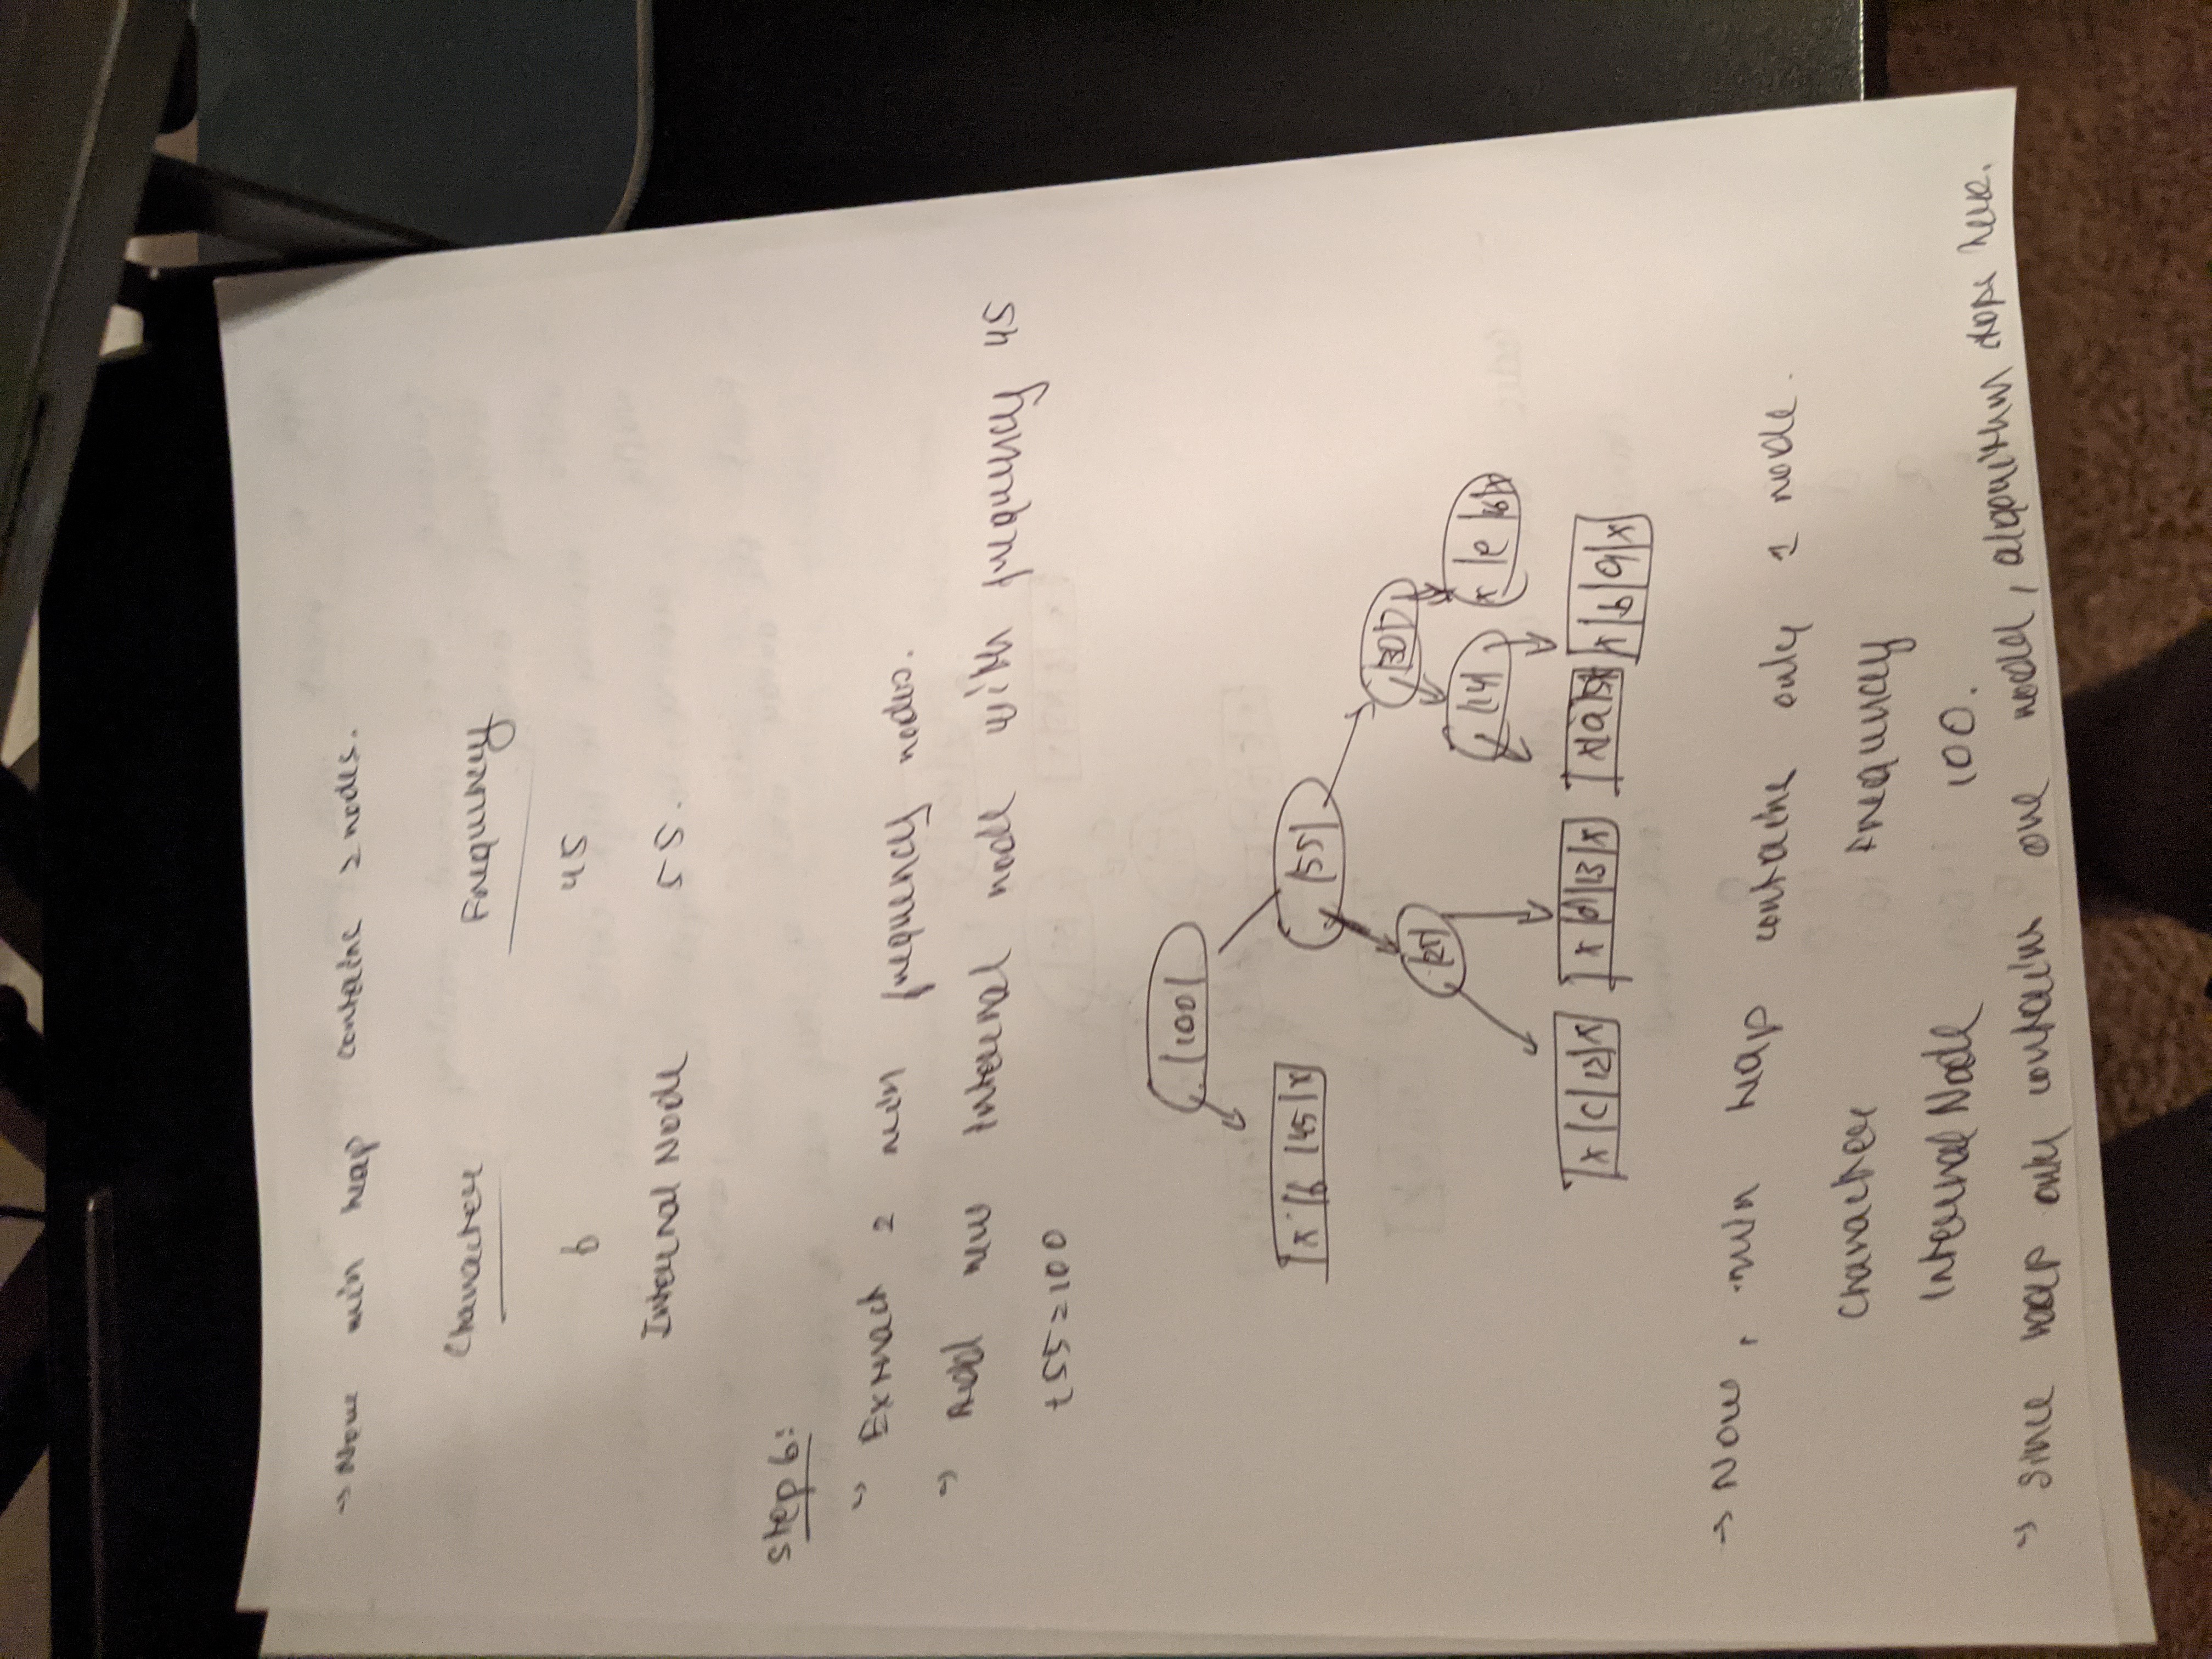 → Now min heap contains 2 nodes.
Character Frequency
f 45
Internal Node 55.
Step 6:
→ Extract 2 min frequency nodes.
→ Add new internal node with frequency 45
+55=100
100
x f 45 x
55
25
30
14
x e 16 x
x c 12 x
x d 13 x
x a 5 x
x b 9 x
→ Now, min heap contains only 1 node.
Character Frequency
Internal Node 100.
→ Since heap only contains one node, algorithm stops here.